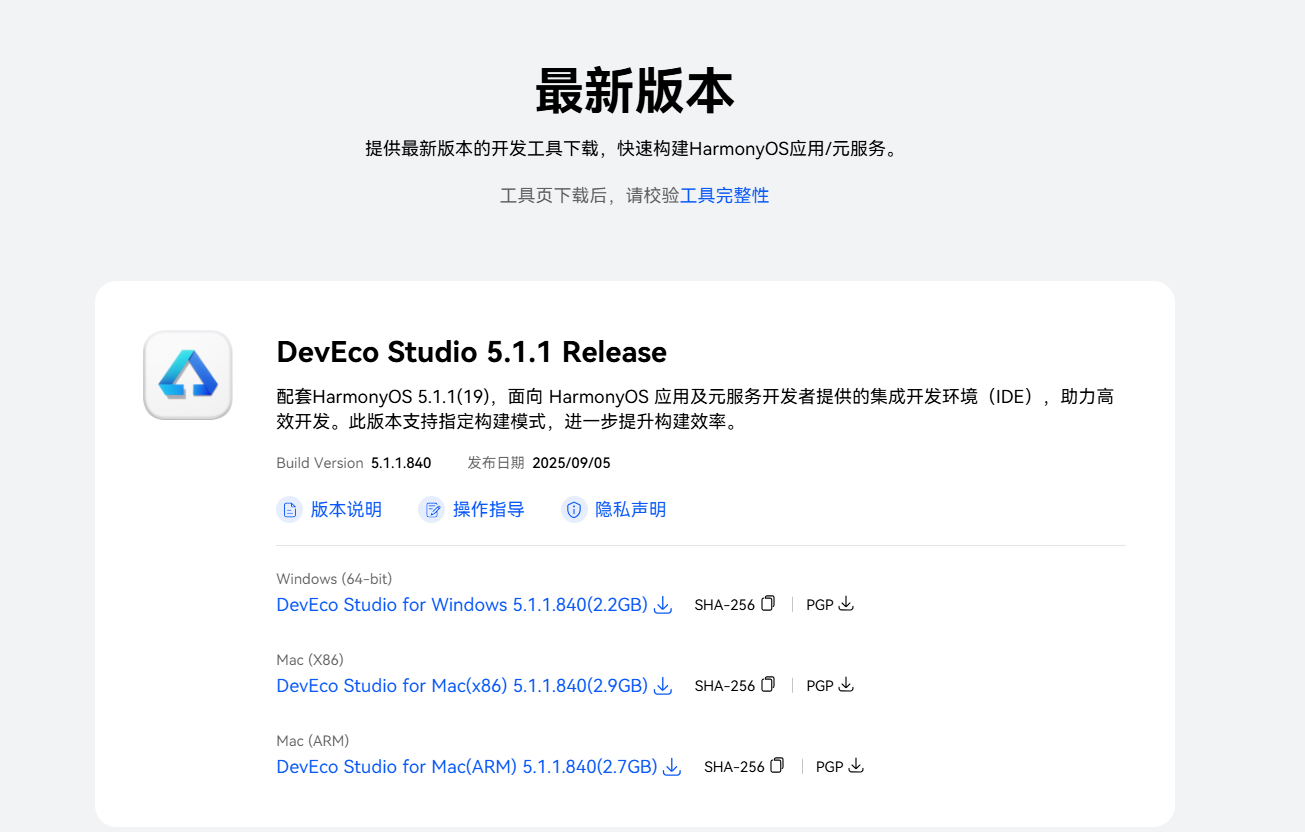 最新版本
提供最新版本的开发工具下载，快速构建HarmonyOS应用/元服务。
工具页下载后，请校验工具完整性
DevEco Studio 5.1.1 Release
配套HarmonyOS 5.1.1(19)，面向 HarmonyOS 应用及元服务开发者提供的集成开发环境（IDE），助力高
效开发。此版本支持指定构建模式，进一步提升构建效率。
Build Version 5.1.1.840 发布日期 2025/09/05
版本说明 操作指导 隐私声明
Windows (64-bit)
DevEco Studio for Windows 5.1.1.840(2.2GB) SHA-256 PGP
Mac (X86)
DevEco Studio for Mac(x86) 5.1.1.840(2.9GB) SHA-256 PGP
Mac (ARM)
DevEco Studio for Mac(ARM) 5.1.1.840(2.7GB) SHA-256 PGP